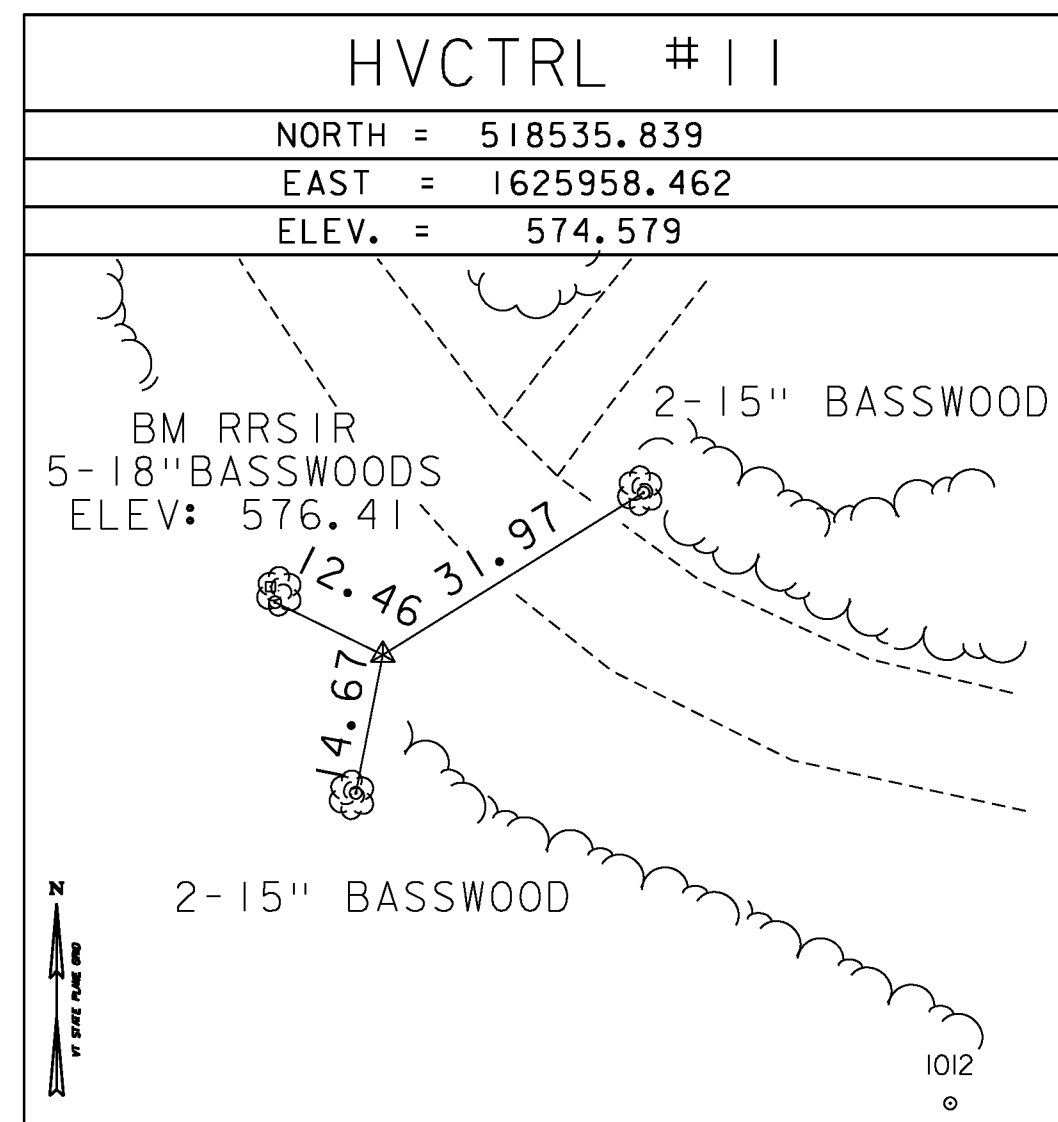 HVCTRL #11
NORTH = 518535.839
EAST = 1625958.462
ELEV. = 574.579
2-15" BASSWOOD
BM RRSIR
5-18"BASSWOODS
ELEV: 576.41
31.97
12.46
14.67
2-15" BASSWOOD
N
VT STATE PLANE GRID
1012